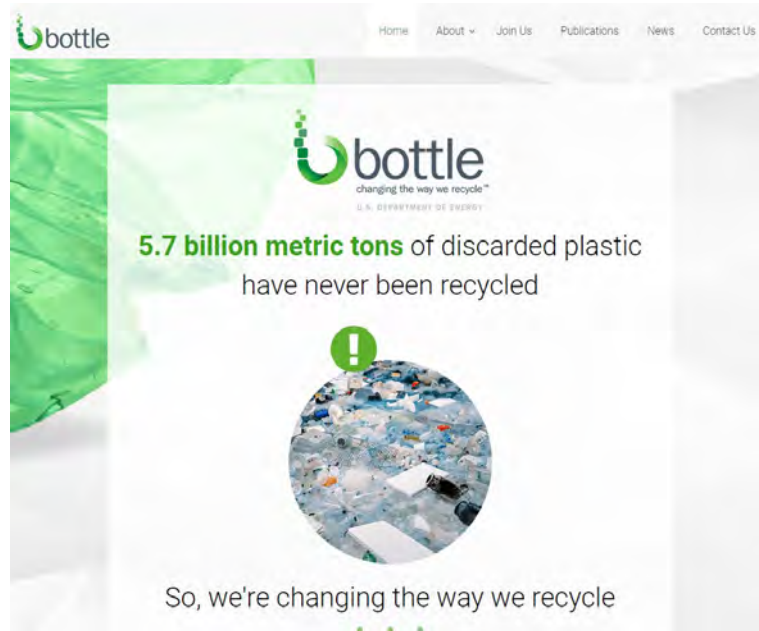 bottle
Home About Join Us Publications News Contact Us
bottle
changing the way we recycle™
U.S. DEPARTMENT OF ENERGY
5.7 billion metric tons of discarded plastic
have never been recycled
!
So, we're changing the way we recycle